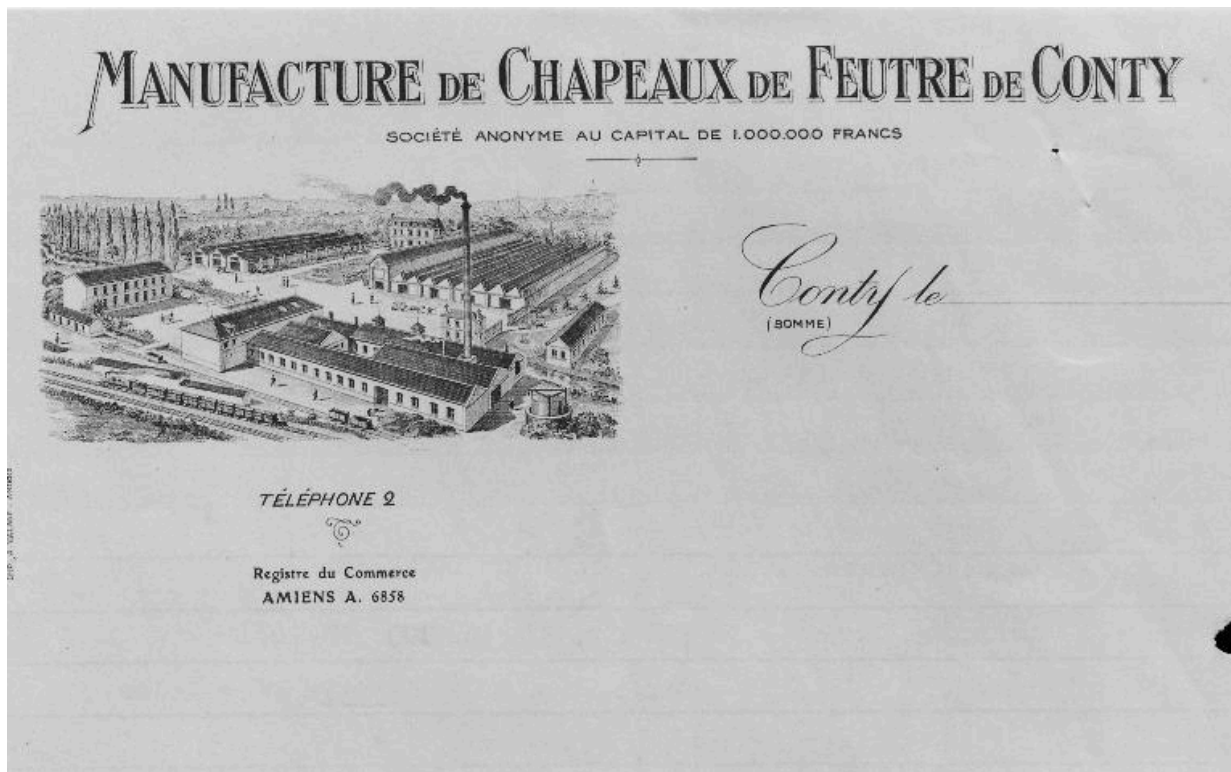 MANUFACTURE DE CHAPEAUX DE FEUTRE DE CONTY
SOCIÉTÉ ANONYME AU CAPITAL DE 1.000.000 FRANCS
Conty le
(SOMME)
TÉLÉPHONE 2
Registre du Commerce
AMIENS A. 6858